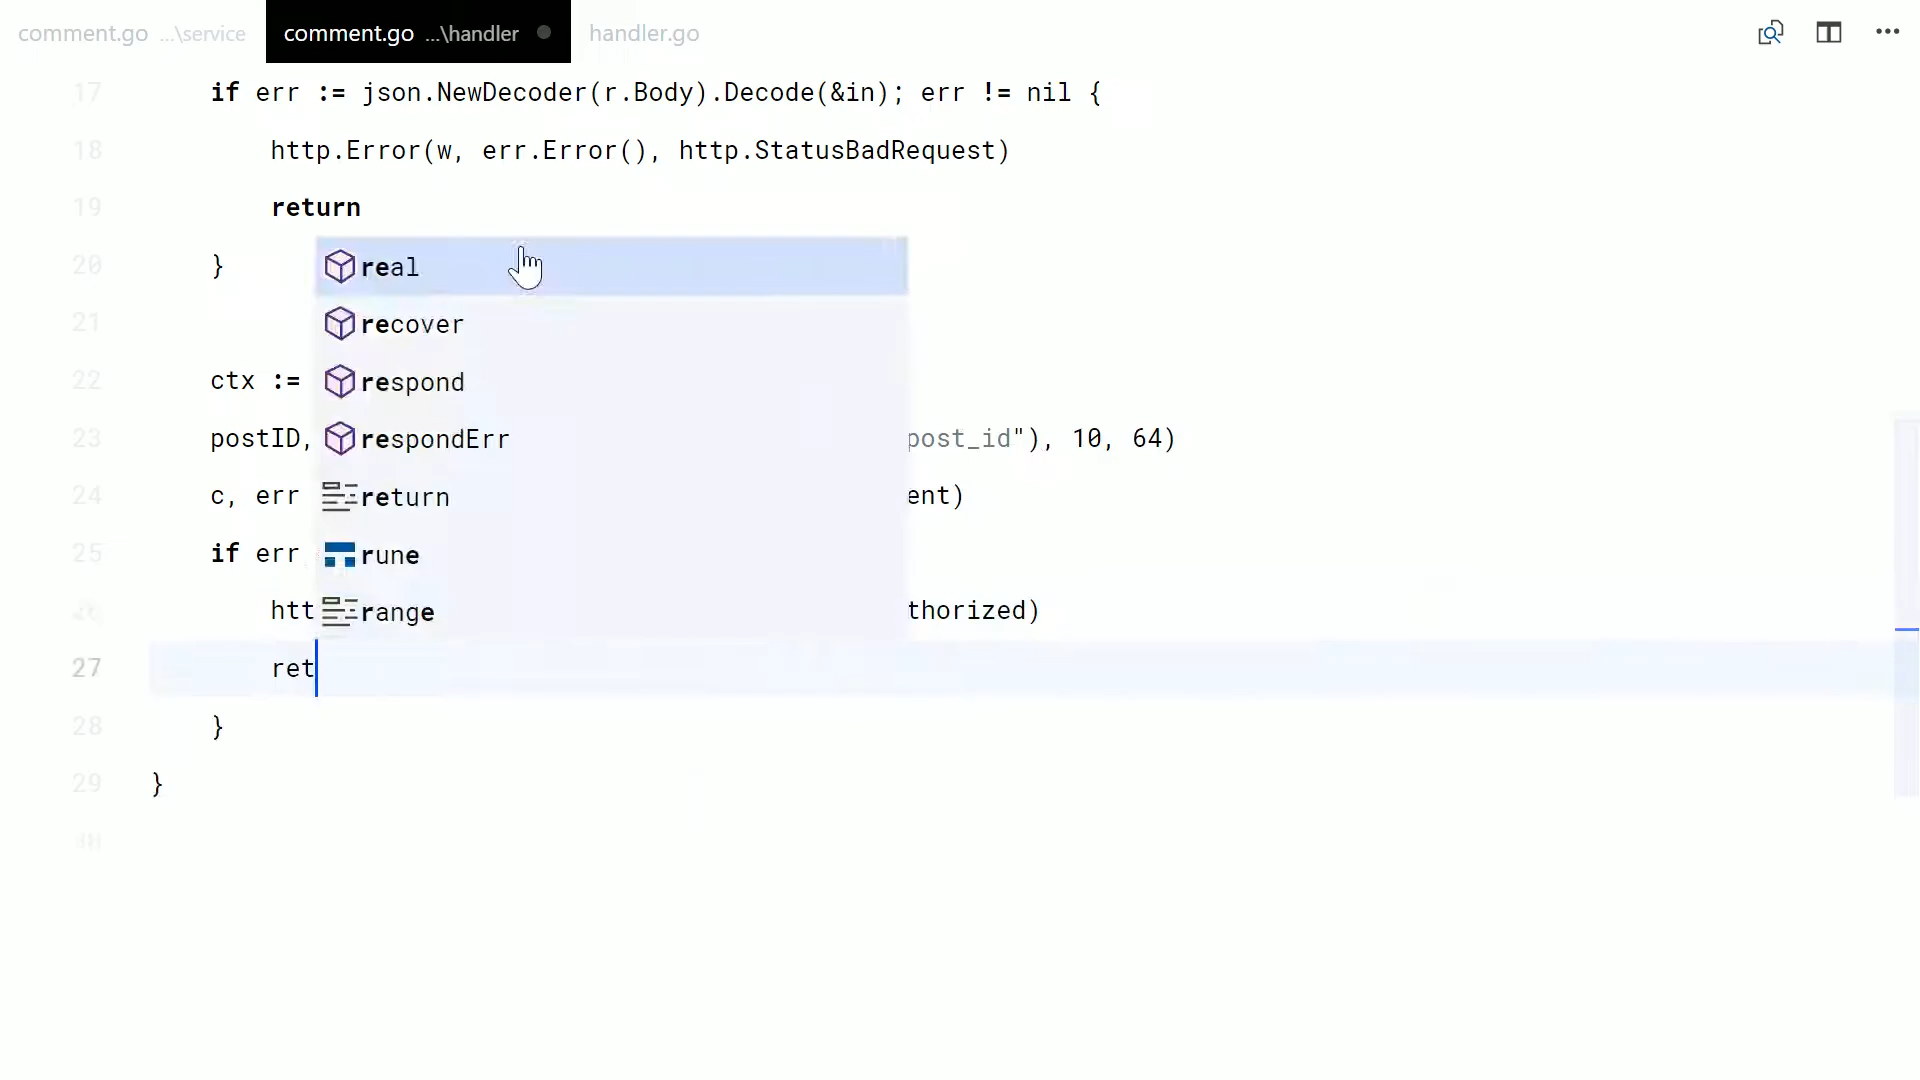 comment.go ...\service comment.go ...\handler handler.go
17 if err := json.NewDecoder(r.Body).Decode(&in); err != nil {
18 http.Error(w, err.Error(), http.StatusBadRequest)
19 return
20 } real
21 recover
22 ctx := respond
23 postID, respondErr post_id"), 10, 64)
24 c, err return ent)
25 if err rune
26 htt range thorized)
27 ret
28 }
29 }
30